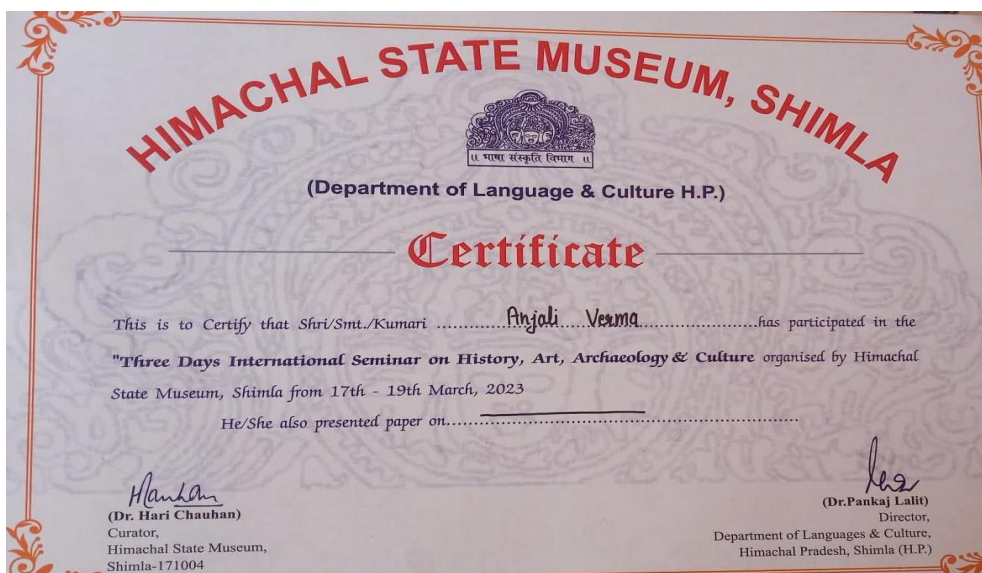 HIMACHAL STATE MUSEUM, SHIMLA
॥ भाषा संस्कृति विभाग ॥
(Department of Language & Culture H.P.)
Certificate
This is to Certify that Shri/Smt./Kumari ..................Anjali Verma..........................has participated in the
"Three Days International Seminar on History, Art, Archaeology & Culture organised by Himachal
State Museum, Shimla from 17th - 19th March, 2023
He/She also presented paper on..................................................................
(Dr. Hari Chauhan)
Curator,
Himachal State Museum,
Shimla-171004
(Dr.Pankaj Lalit)
Director,
Department of Languages & Culture,
Himachal Pradesh, Shimla (H.P.)